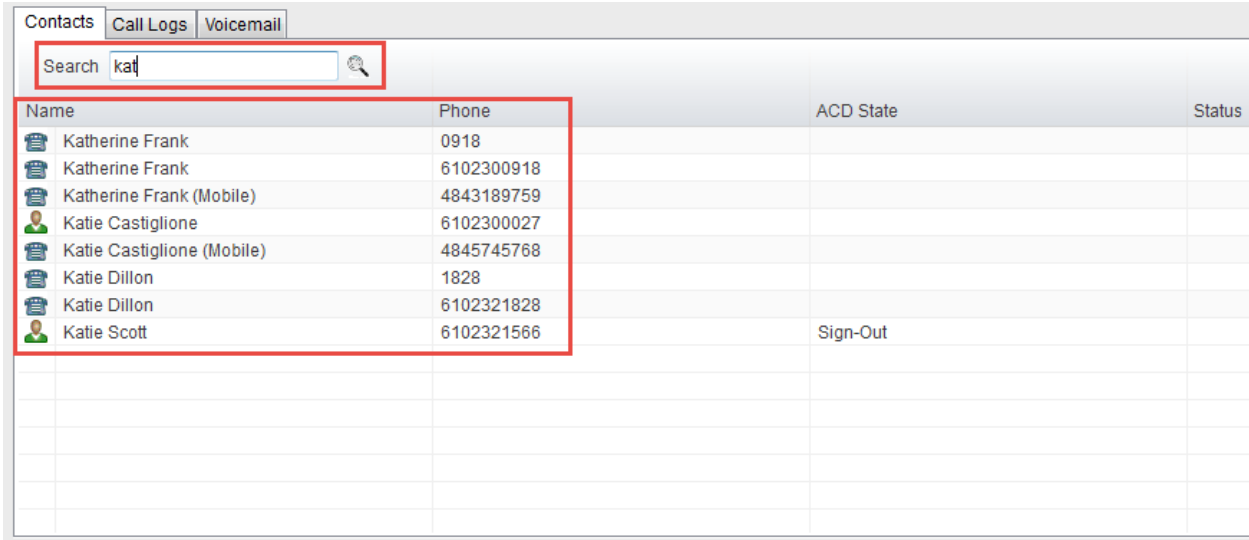 Contacts Call Logs Voicemail
Search kat
Name Phone ACD State Status
Katherine Frank 0918
Katherine Frank 6102300918
Katherine Frank (Mobile) 4843189759
Katie Castiglione 6102300027
Katie Castiglione (Mobile) 4845745768
Katie Dillon 1828
Katie Dillon 6102321828
Katie Scott 6102321566 Sign-Out